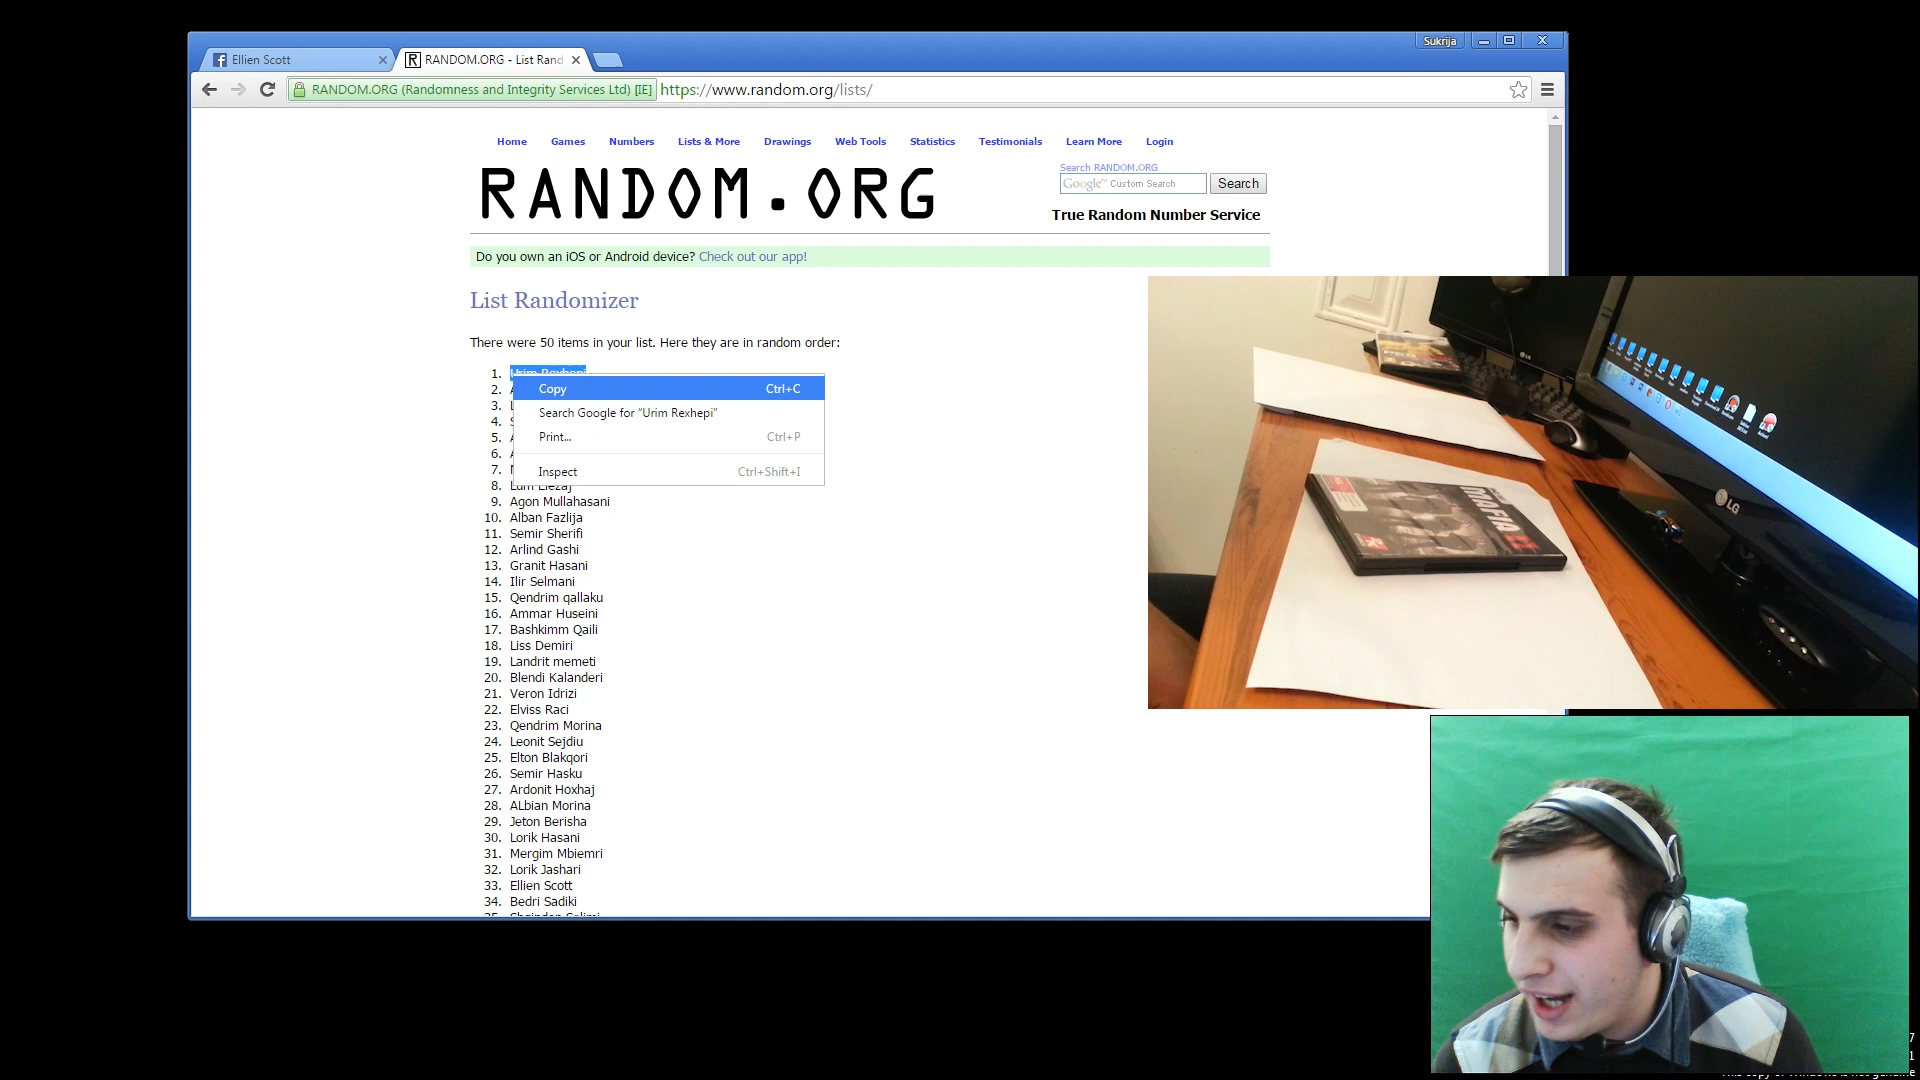 Sukrija
Ellien Scott
RANDOM.ORG - List Rand
RANDOM.ORG (Randomness and Integrity Services Ltd) [IE] https://www.random.org/lists/
Home Games Numbers Lists & More Drawings Web Tools Statistics Testimonials Learn More Login
RANDOM.ORG
Search RANDOM.ORG
Google™ Custom Search Search
True Random Number Service
Do you own an iOS or Android device? Check out our app!
List Randomizer
There were 50 items in your list. Here they are in random order:
1. Urim Rexhepi
Copy Ctrl+C
Search Google for “Urim Rexhepi”
Print... Ctrl+P
Inspect Ctrl+Shift+I
2.
3.
4.
5.
6.
7.
8. Lum Elezaj
9. Agon Mullahasani
10. Alban Fazlija
11. Semir Sherifi
12. Arlind Gashi
13. Granit Hasani
14. Ilir Selmani
15. Qendrim qallaku
16. Ammar Huseini
17. Bashkimm Qaili
18. Liss Demiri
19. Landrit memeti
20. Blendi Kalanderi
21. Veron Idrizi
22. Elviss Raci
23. Qendrim Morina
24. Leonit Sejdiu
25. Elton Blakqori
26. Semir Hasku
27. Ardonit Hoxhaj
28. ALbian Morina
29. Jeton Berisha
30. Lorik Hasani
31. Mergim Mbiemri
32. Lorik Jashari
33. Ellien Scott
34. Bedri Sadiki
MAFIA II
LG